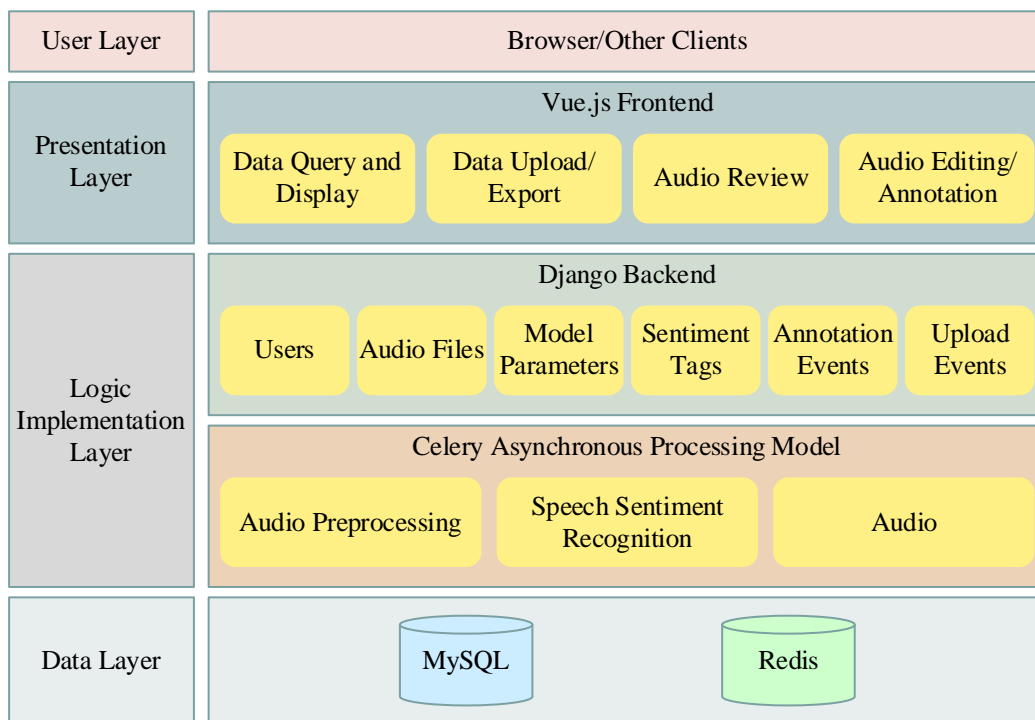 User Layer
Browser/Other Clients
Presentation
Layer
Vue.js Frontend
Data Query and
Display
Data Upload/
Export
Audio Review
Audio Editing/
Annotation
Logic
Implementation
Layer
Django Backend
Users
Audio Files
Model
Parameters
Sentiment
Tags
Annotation
Events
Upload
Events
Celery Asynchronous Processing Model
Audio Preprocessing
Speech Sentiment
Recognition
Audio
Data Layer
MySQL
Redis